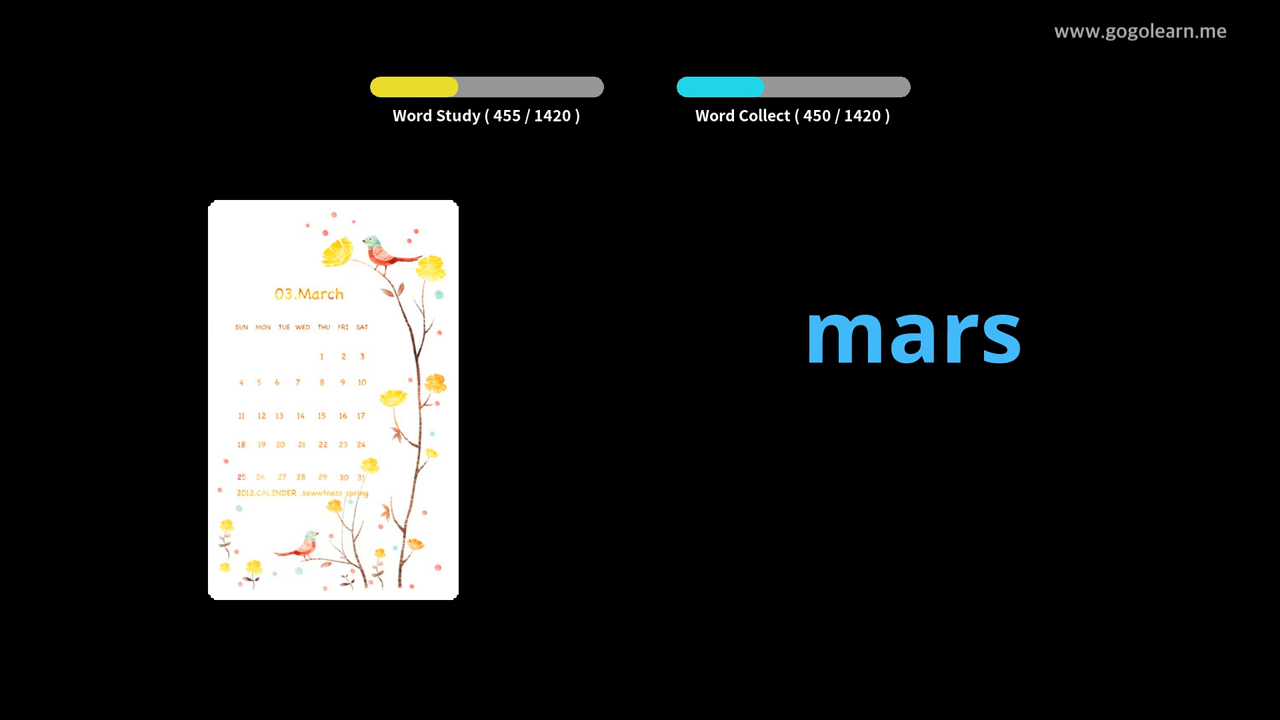 www.gogolearn.me
Word Study ( 455 / 1420 )
Word Collect ( 450 / 1420 )
03.March
SUN MON TUE WED THU FRI SAT
1 2 3
4 5 6 7 8 9 10
11 12 13 14 15 16 17
18 19 20 21 22 23 24
25 26 27 28 29 30 31
2012.CALENDER .sewwtness spring
mars